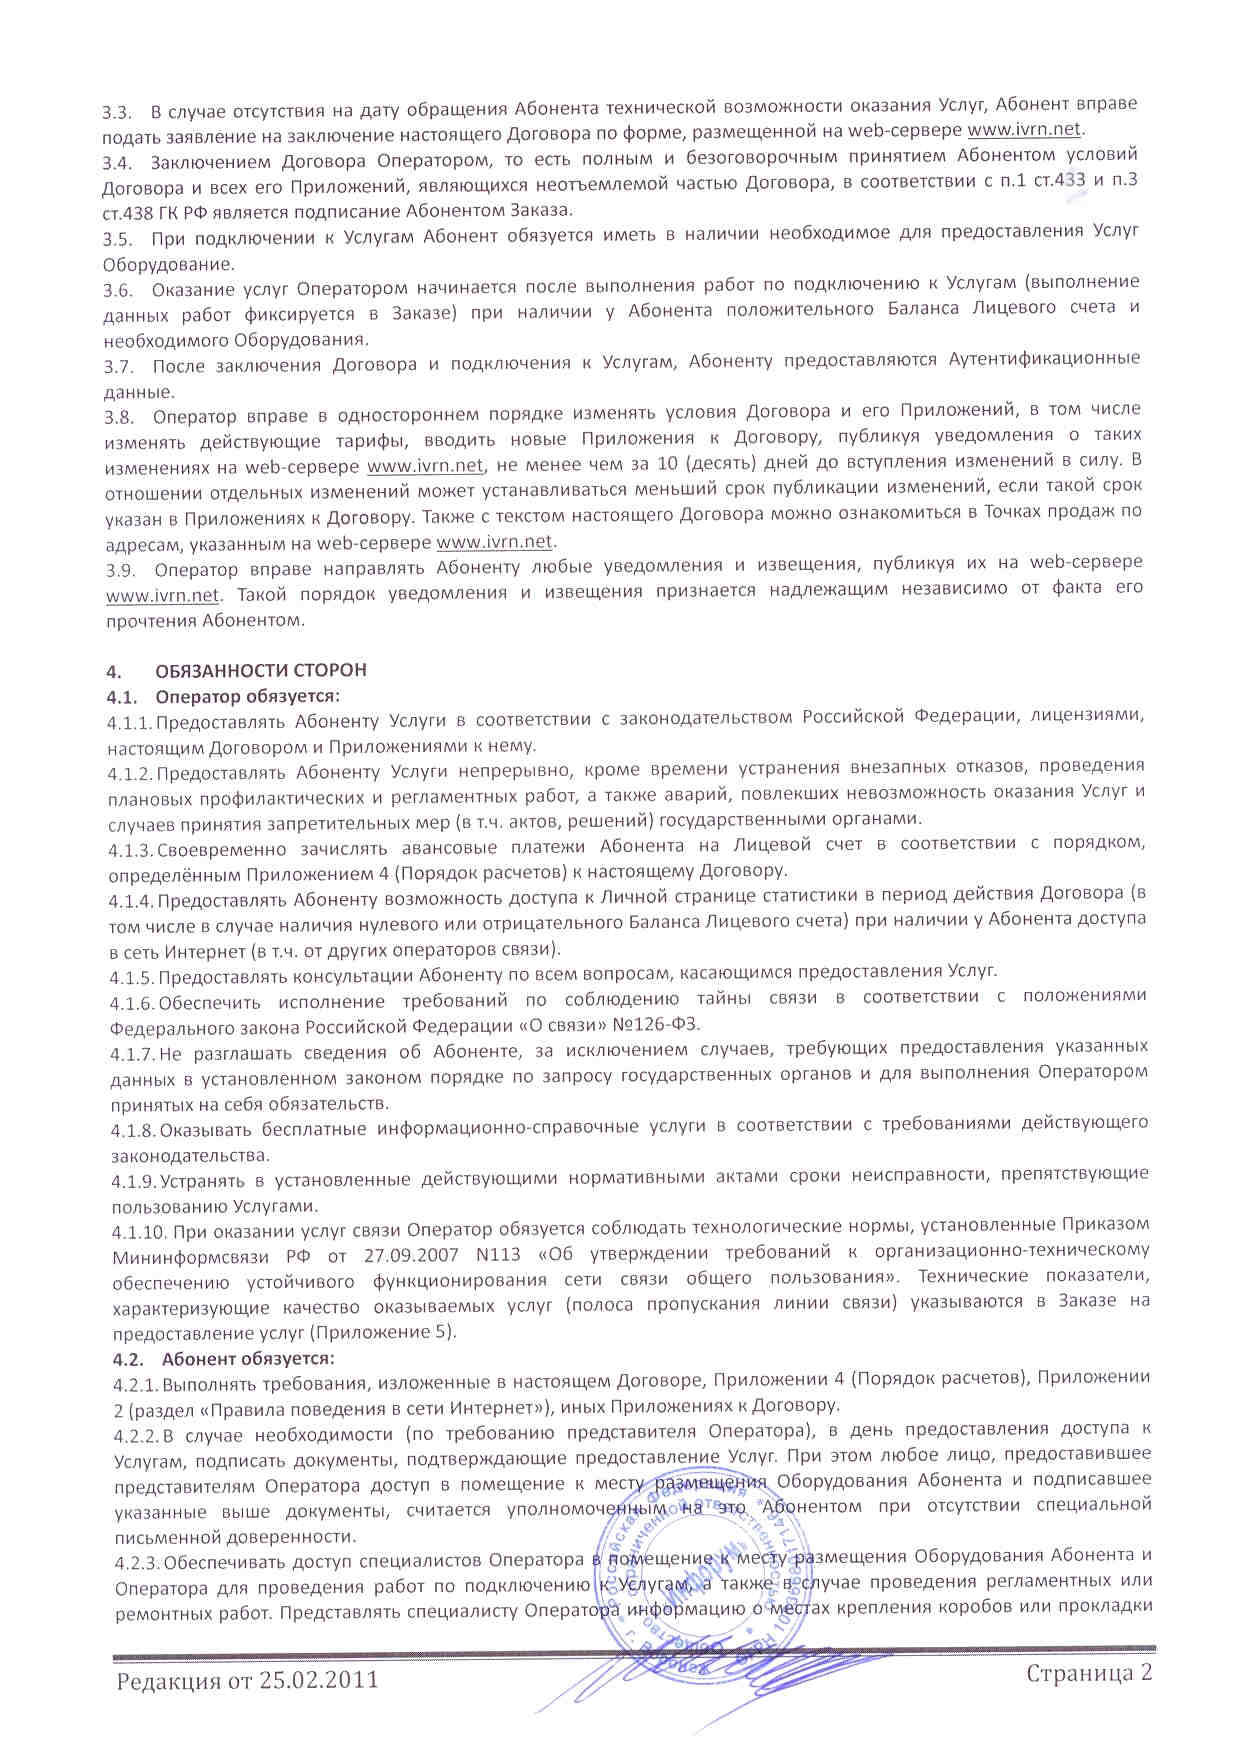 3.3. В случае отсутствия на дату обращения Абонента технической возможности оказания Услуг, Абонент вправе
подать заявление на заключение настоящего Договора по форме, размещенной на web-сервере www.ivrn.net.
3.4. Заключением Договора Оператором, то есть полным и безоговорочным принятием Абонентом условий
Договора и всех его Приложений, являющихся неотъемлемой частью Договора, в соответствии с п.1 ст.433 и п.3
ст.438 ГК РФ является подписание Абонентом Заказа.
3.5. При подключении к Услугам Абонент обязуется иметь в наличии необходимое для предоставления Услуг
Оборудование.
3.6. Оказание услуг Оператором начинается после выполнения работ по подключению к Услугам (выполнение
данных работ фиксируется в Заказе) при наличии у Абонента положительного Баланса Лицевого счета и
необходимого Оборудования.
3.7. После заключения Договора и подключения к Услугам, Абоненту предоставляются Аутентификационные
данные.
3.8. Оператор вправе в одностороннем порядке изменять условия Договора и его Приложений, в том числе
изменять действующие тарифы, вводить новые Приложения к Договору, публикуя уведомления о таких
изменениях на web-сервере www.ivrn.net, не менее чем за 10 (десять) дней до вступления изменений в силу. В
отношении отдельных изменений может устанавливаться меньший срок публикации изменений, если такой срок
указан в Приложениях к Договору. Также с текстом настоящего Договора можно ознакомиться в Точках продаж по
адресам, указанным на web-сервере www.ivrn.net.
3.9. Оператор вправе направлять Абоненту любые уведомления и извещения, публикуя их на web-сервере
www.ivrn.net. Такой порядок уведомления и извещения признается надлежащим независимо от факта его
прочтения Абонентом.
4. ОБЯЗАННОСТИ СТОРОН
4.1. Оператор обязуется:
4.1.1. Предоставлять Абоненту Услуги в соответствии с законодательством Российской Федерации, лицензиями,
настоящим Договором и Приложениями к нему.
4.1.2. Предоставлять Абоненту Услуги непрерывно, кроме времени устранения внезапных отказов, проведения
плановых профилактических и регламентных работ, а также аварий, повлекших невозможность оказания Услуг и
случаев принятия запретительных мер (в т.ч. актов, решений) государственными органами.
4.1.3. Своевременно зачислять авансовые платежи Абонента на Лицевой счет в соответствии с порядком,
определённым Приложением 4 (Порядок расчетов) к настоящему Договору.
4.1.4. Предоставлять Абоненту возможность доступа к Личной странице статистики в период действия Договора (в
том числе в случае наличия нулевого или отрицательного Баланса Лицевого счета) при наличии у Абонента доступа
в сеть Интернет (в т.ч. от других операторов связи).
4.1.5. Предоставлять консультации Абоненту по всем вопросам, касающимся предоставления Услуг.
4.1.6. Обеспечить исполнение требований по соблюдению тайны связи в соответствии с положениями
Федерального закона Российской Федерации «О связи» №126-ФЗ.
4.1.7. Не разглашать сведения об Абоненте, за исключением случаев, требующих предоставления указанных
данных в установленном законом порядке по запросу государственных органов и для выполнения Оператором
принятых на себя обязательств.
4.1.8. Оказывать бесплатные информационно-справочные услуги в соответствии с требованиями действующего
законодательства.
4.1.9. Устранять в установленные действующими нормативными актами сроки неисправности, препятствующие
пользованию Услугами.
4.1.10. При оказании услуг связи Оператор обязуется соблюдать технологические нормы, установленные Приказом
Мининформсвязи РФ от 27.09.2007 N113 «Об утверждении требований к организационно-техническому
обеспечению устойчивого функционирования сети связи общего пользования». Технические показатели,
характеризующие качество оказываемых услуг (полоса пропускания линии связи) указываются в Заказе на
предоставление услуг (Приложение 5).
4.2. Абонент обязуется:
4.2.1. Выполнять требования, изложенные в настоящем Договоре, Приложении 4 (Порядок расчетов), Приложении
2 (раздел «Правила поведения в сети Интернет»), иных Приложениях к Договору.
4.2.2. В случае необходимости (по требованию представителя Оператора), в день предоставления доступа к
Услугам, подписать документы, подтверждающие предоставление Услуг. При этом любое лицо, предоставившее
представителям Оператора доступ в помещение к месту размещения Оборудования Абонента и подписавшее
указанные выше документы, считается уполномоченным на это Абонентом при отсутствии специальной
письменной доверенности.
4.2.3. Обеспечивать доступ специалистов Оператора в помещение к месту размещения Оборудования Абонента и
Оператора для проведения работ по подключению к Услугам, а также в случае проведения регламентных или
ремонтных работ. Представлять специалисту Оператора информацию о местах крепления коробов или прокладки
Российская Федерация
ограниченной ответственностью
Общество
«Инфорум»
Редакция от 25.02.2011
Страница 2